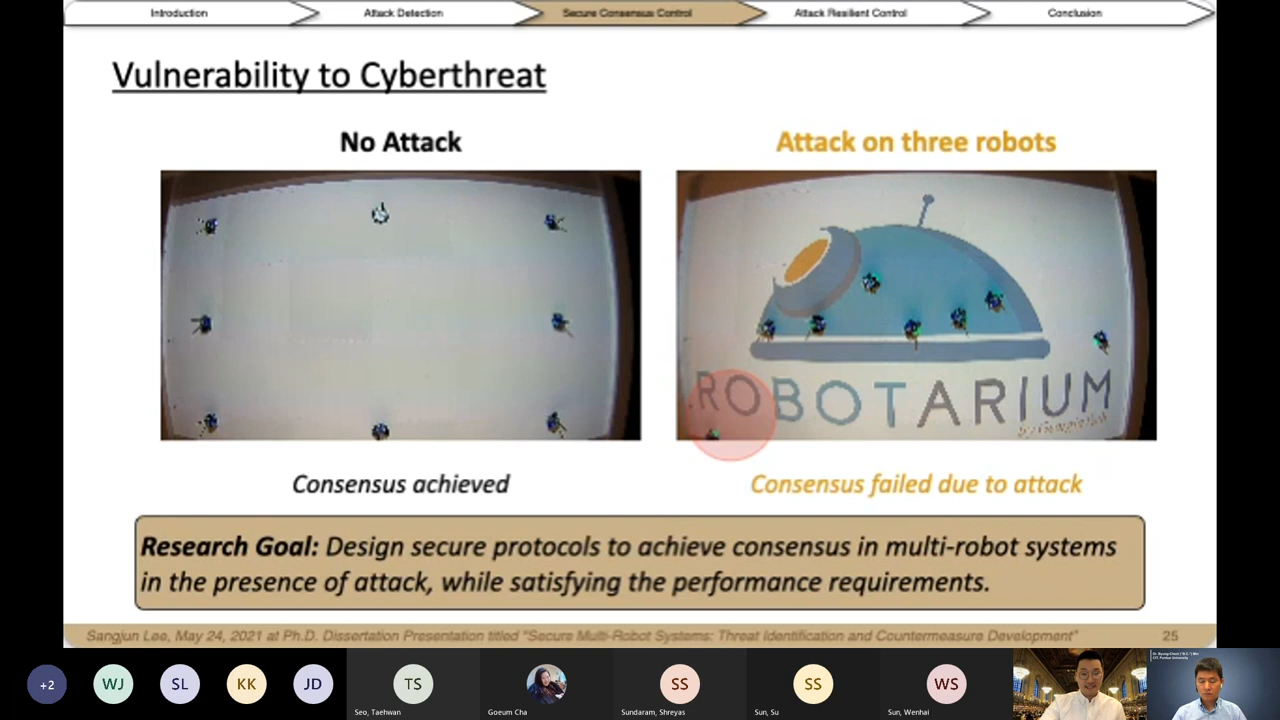 Introduction
Attack Detection
Secure Consensus Control
Attack Resilient Control
Conclusion
Vulnerability to Cyberthreat
No Attack
Attack on three robots
ROBOTARIUM
Consensus achieved
Consensus failed due to attack
Research Goal: Design secure protocols to achieve consensus in multi-robot systems
in the presence of attack, while satisfying the performance requirements.
Sangjun Lee, May 24, 2021 at Ph.D. Dissertation Presentation titled "Secure Multi-Robot Systems: Threat Identification and Countermeasure Development"
25
+2
WJ
SL
KK
JD
TS
SS
SS
WS
Seo, Taehwan
Goeum Cha
Sundaram, Shreyas
Sun, Su
Sun, Wenhai